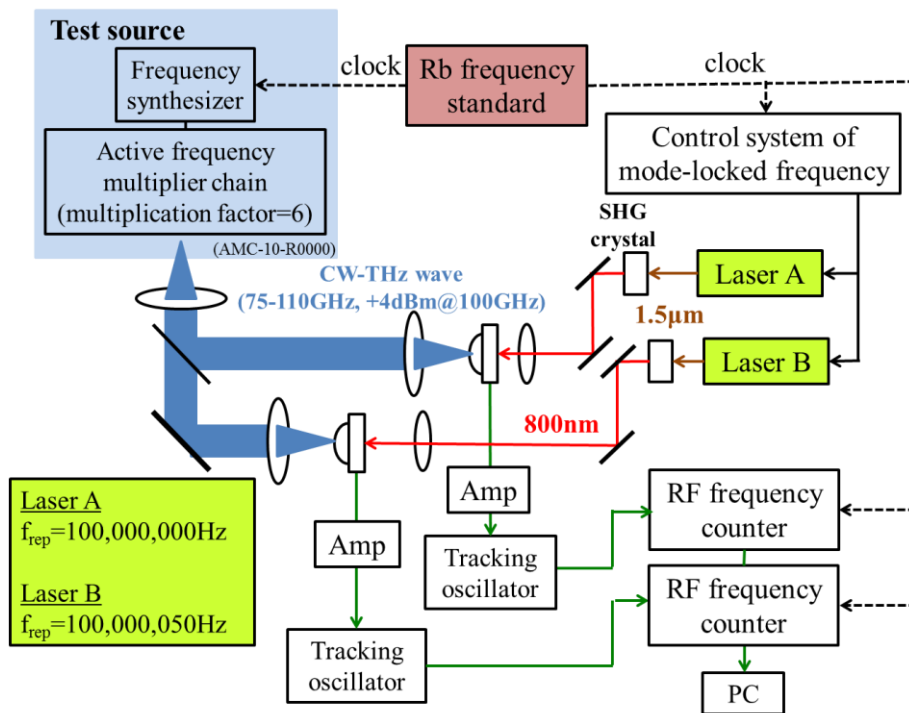 Test source
Frequency
synthesizer
Active frequency
multiplier chain
(multiplication factor=6)
(AMC-10-R0000)
clock
Rb frequency
standard
clock
Control system of
mode-locked frequency
SHG
crystal
Laser A
1.5μm
Laser B
CW-THz wave
(75-110GHz, +4dBm@100GHz)
800nm
Amp
Amp
Tracking
oscillator
Tracking
oscillator
RF frequency
counter
RF frequency
counter
PC
Laser A
frep=100,000,000Hz
Laser B
frep=100,000,050Hz